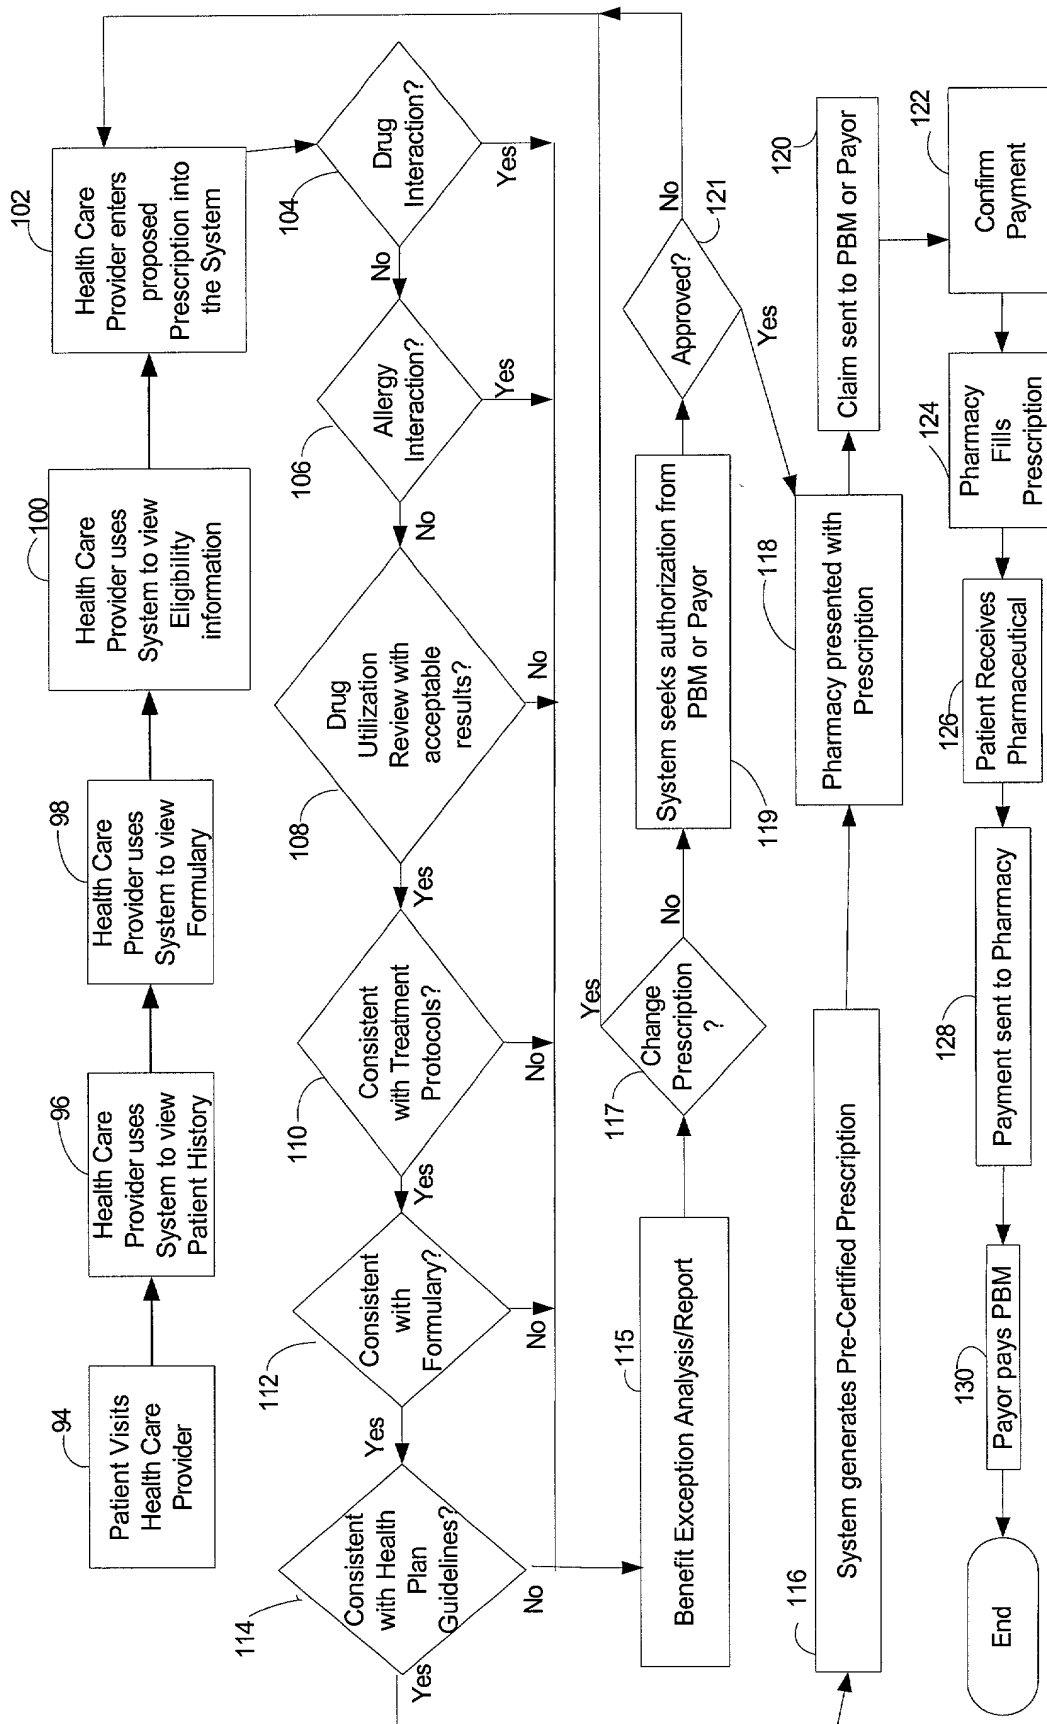 94
Patient Visits
Health Care
Provider
96
Health Care
Provider uses
System to view
Patient History
98
Health Care
Provider uses
System to view
Formulary
100
Health Care
Provider uses
System to view
Eligibility
information
102
Health Care
Provider enters
proposed
Prescription into
the System
104
Drug
Interaction?
Yes
No
106
Allergy
Interaction?
Yes
No
108
Drug
Utilization
Review with
acceptable
results?
No
Yes
110
Consistent
with Treatment
Protocols?
No
Yes
112
Consistent
with
Formulary?
No
Yes
114
Consistent
with Health
Plan
Guidelines?
No
Yes
115
Benefit Exception Analysis/Report
117
Change
Prescription
?
Yes
No
119
System seeks authorization from
PBM or Payor
121
Approved?
No
Yes
116
System generates Pre-Certified Prescription
118
Pharmacy presented with
Prescription
120
Claim sent to PBM or Payor
122
Confirm
Payment
124
Pharmacy
Fills
Prescription
126
Patient Receives
Pharmaceutical
128
Payment sent to Pharmacy
130
Payor pays PBM
End